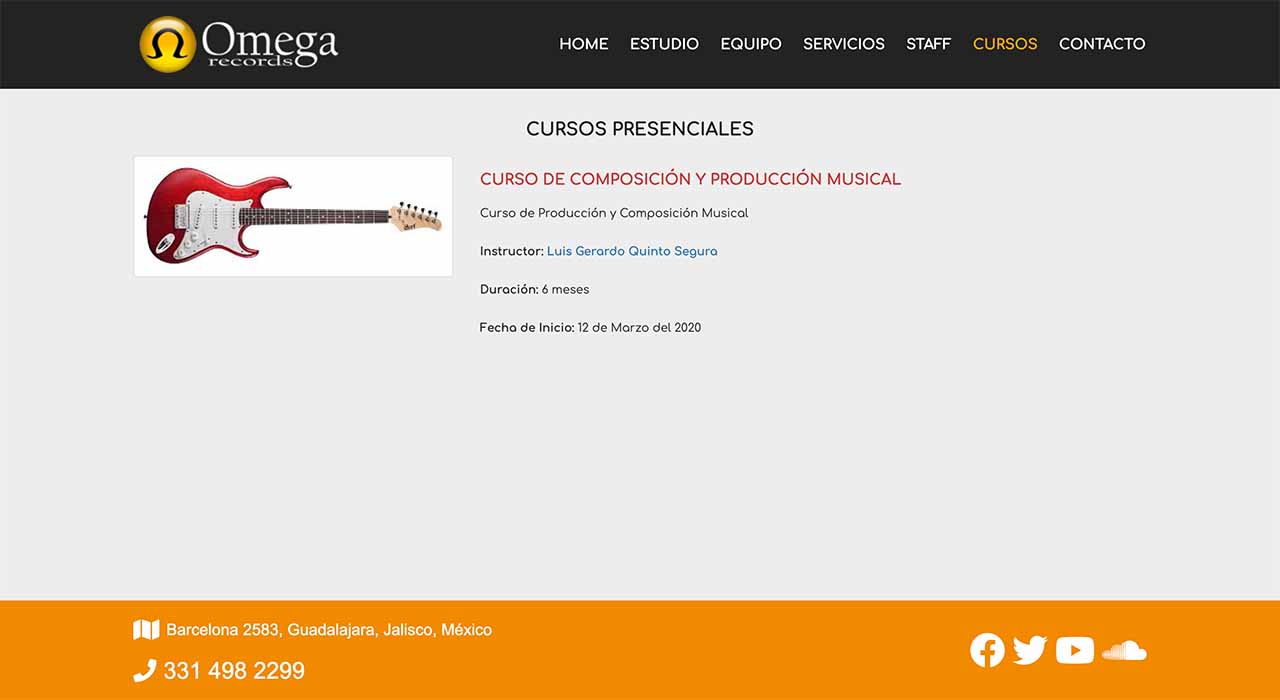 Omega
records
HOME ESTUDIO EQUIPO SERVICIOS STAFF CURSOS CONTACTO
CURSOS PRESENCIALES
CURSO DE COMPOSICIÓN Y PRODUCCIÓN MUSICAL
Curso de Producción y Composición Musical
Instructor: Luis Gerardo Quinto Segura
Duración: 6 meses
Fecha de Inicio: 12 de Marzo del 2020
Barcelona 2583, Guadalajara, Jalisco, México
331 498 2299